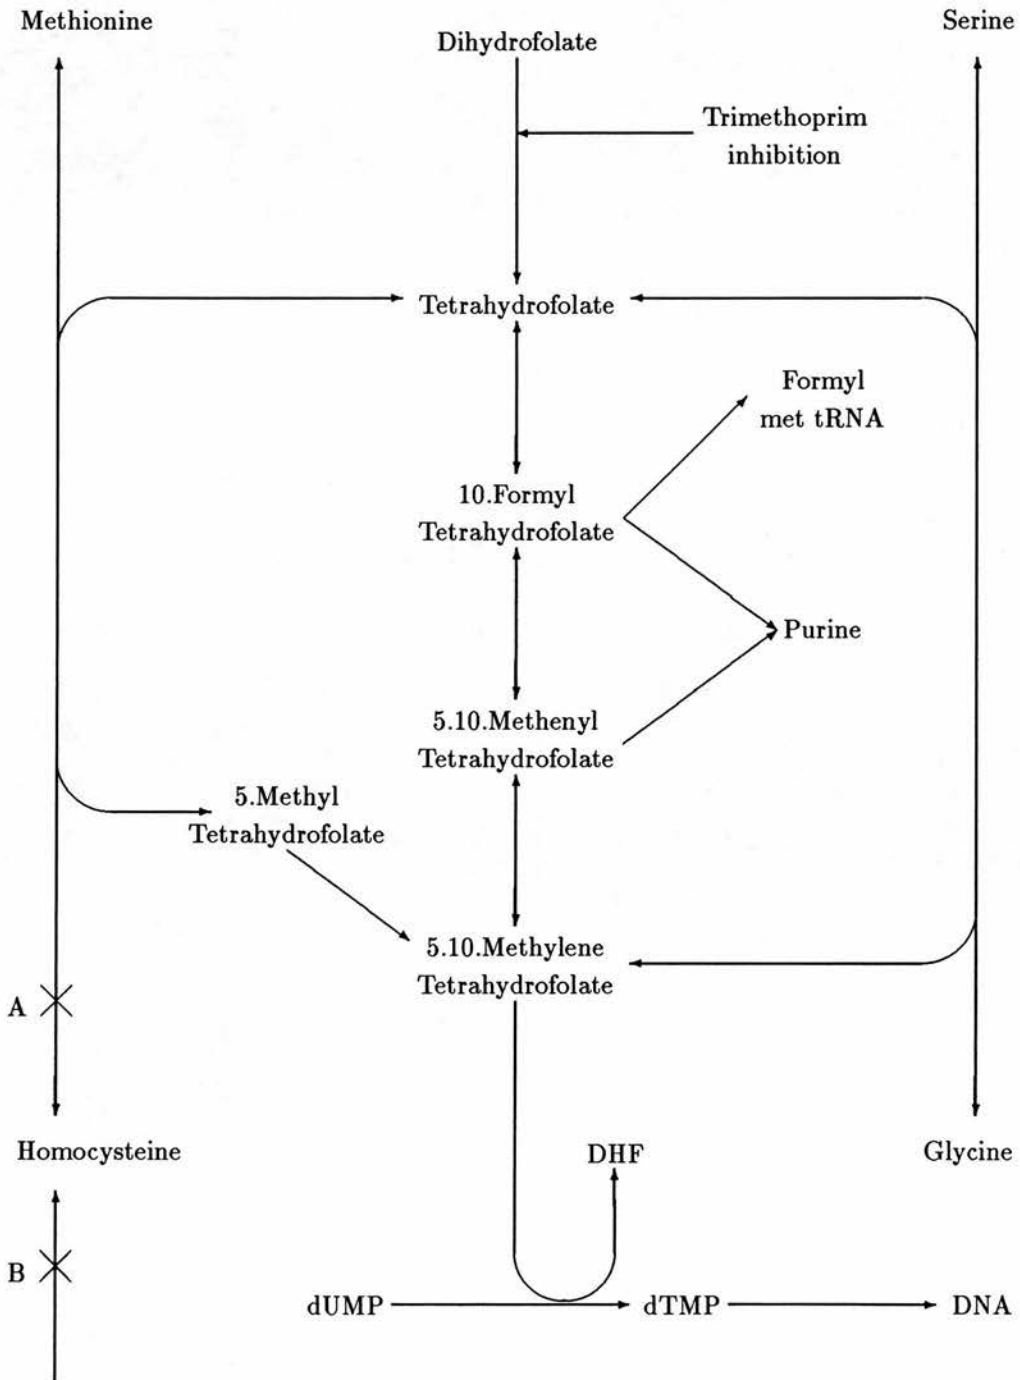 Methionine
Dihydrofolate
Serine
Trimethoprim
inhibition
Tetrahydrofolate
Formyl
met tRNA
10.Formyl
Tetrahydrofolate
Purine
5.10.Methenyl
Tetrahydrofolate
5.Methyl
Tetrahydrofolate
5.10.Methylene
Tetrahydrofolate
A
Homocysteine
DHF
Glycine
B
dUMP
dTMP
DNA